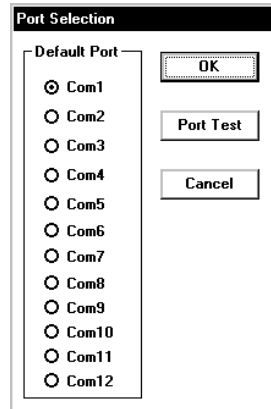 Port Selection
Default Port
Com1
Com2
Com3
Com4
Com5
Com6
Com7
Com8
Com9
Com10
Com11
Com12
OK
Port Test
Cancel